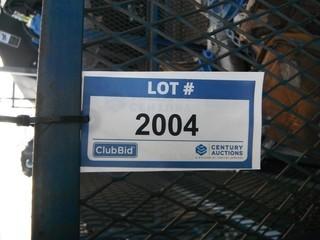 LOT #
2004
ClubBid
CENTURY
AUCTIONS